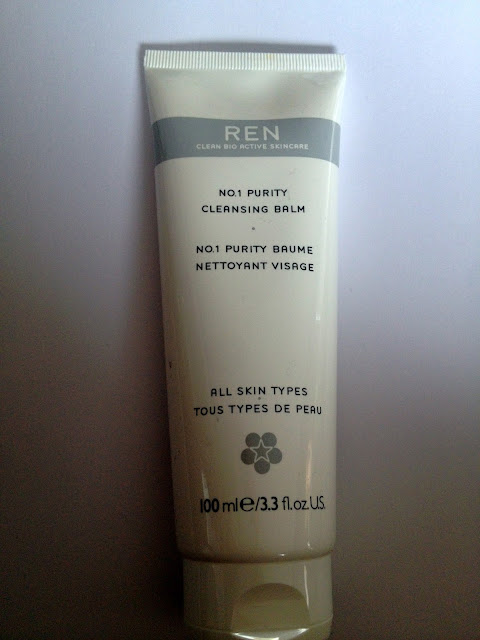 REN
CLEAN BIO ACTIVE SKINCARE
NO.1 PURITY
CLEANSING BALM
NO.1 PURITY BAUME
NETTOYANT VISAGE
ALL SKIN TYPES
TOUS TYPES DE PEAU
100 ml e/3.3 fl.oz.U.S.